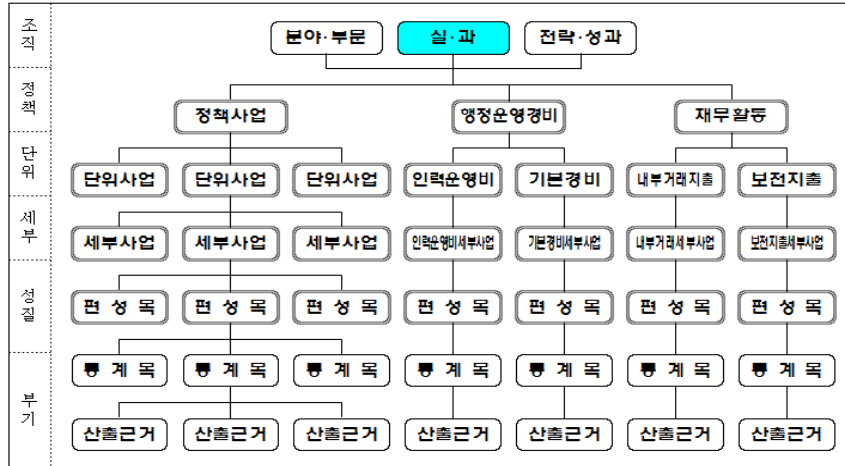 조직
분야·부문 실·과 전략·성과
정책
정책사업 행정운영경비 재무활동
단위
단위사업 단위사업 단위사업 인력운영비 기본경비 내부거래지출 보전지출
세부
세부사업 세부사업 세부사업 인력운영비세부사업 기본경비세부사업 내부거래세부사업 보전지출세부사업
성질
편 성 목 편 성 목 편 성 목 편 성 목 편 성 목 편 성 목 편 성 목
통 계 목 통 계 목 통 계 목 통 계 목 통 계 목 통 계 목 통 계 목
부기
산출근거 산출근거 산출근거 산출근거 산출근거 산출근거 산출근거